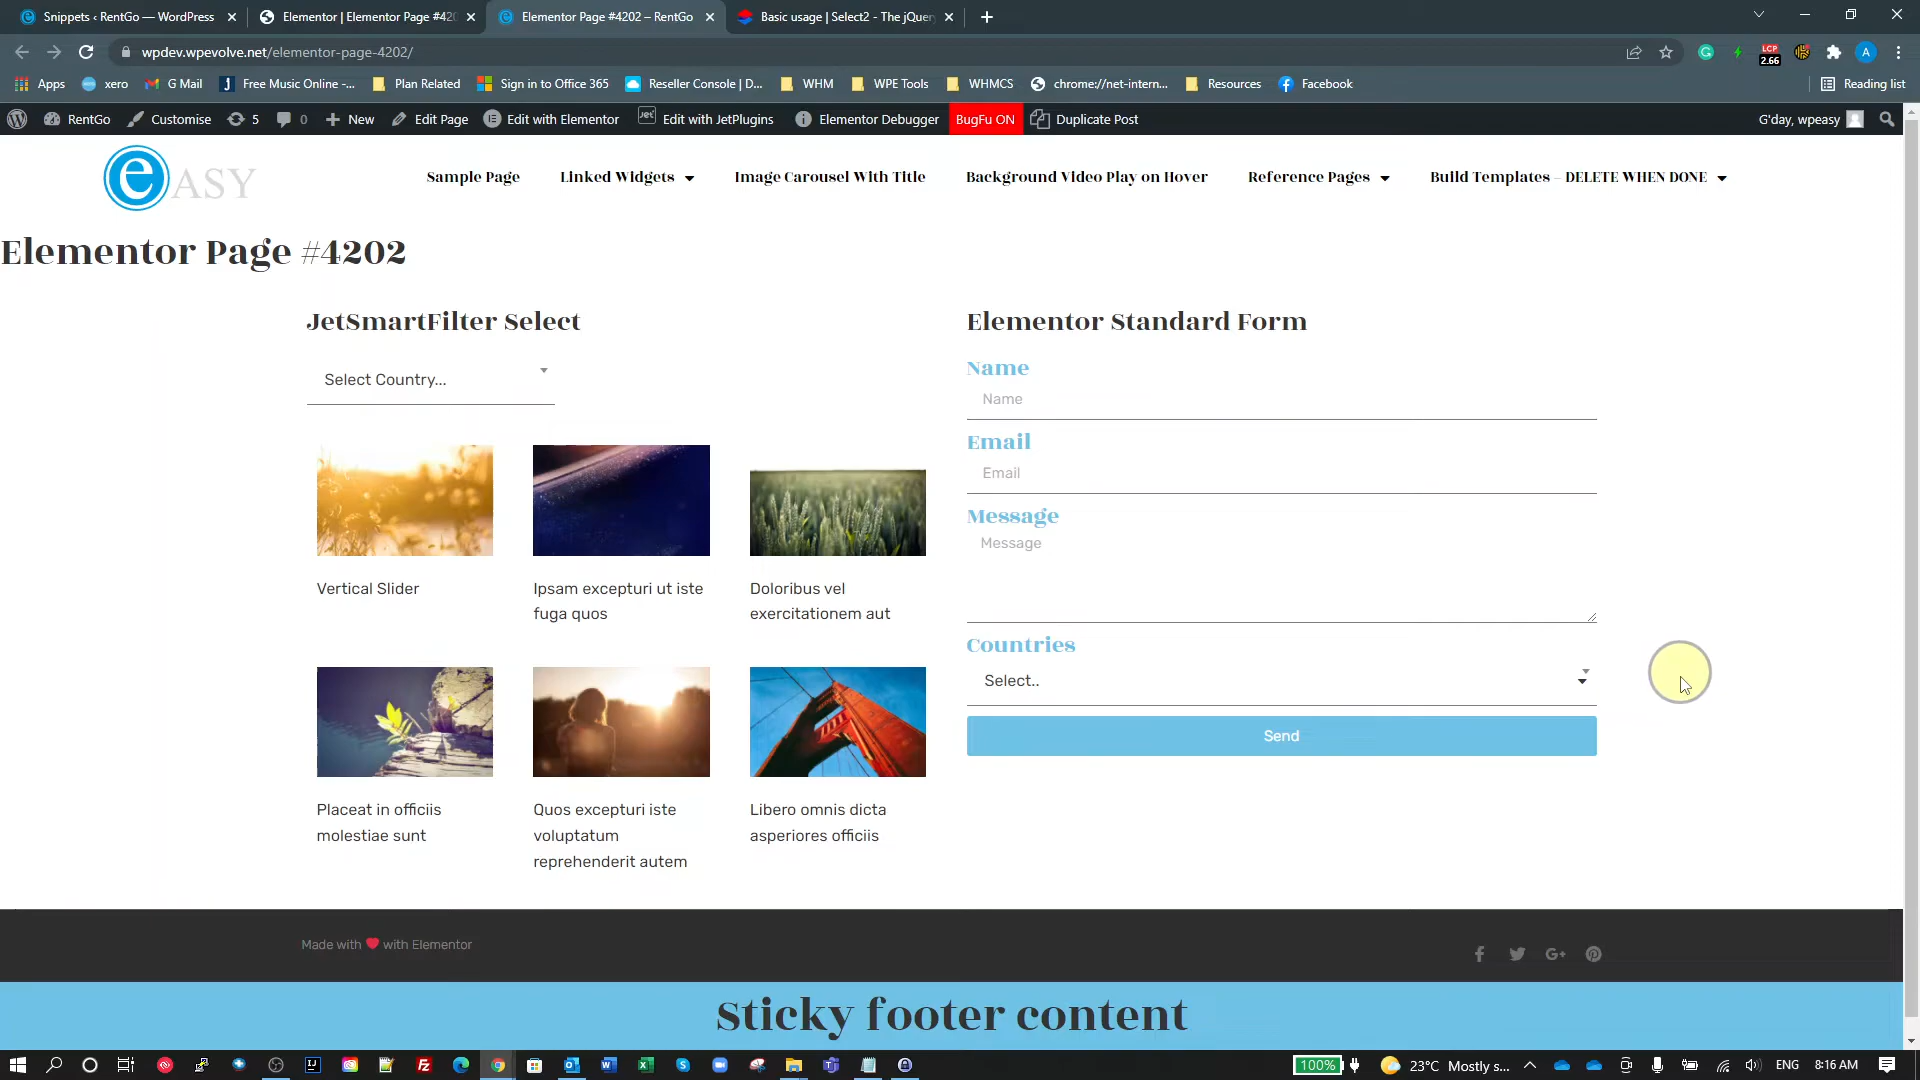 Snippets ‹ RentGo — WordPress
Elementor | Elementor Page #420
Elementor Page #4202 – RentGo
Basic usage | Select2 - The jQuery
wpdev.wpevolve.net/elementor-page-4202/
LCP
2.66
A
Apps
xero
G Mail
Free Music Online -...
Plan Related
Sign in to Office 365
Reseller Console | D...
WHM
WPE Tools
WHMCS
chrome://net-intern...
Resources
Facebook
Reading list
RentGo
Customise
5
0
New
Edit Page
Edit with Elementor
Jet
Edit with JetPlugins
Elementor Debugger
BugFu ON
Duplicate Post
G'day, wpeasy
e ASY
Sample Page
Linked Widgets
Image Carousel With Title
Background Video Play on Hover
Reference Pages
Build Templates – DELETE WHEN DONE
Elementor Page #4202
JetSmartFilter Select
Select Country...
Vertical Slider
Ipsam excepturi ut iste
fuga quos
Doloribus vel
exercitationem aut
Placeat in officiis
molestiae sunt
Quos excepturi iste
voluptatum
reprehenderit autem
Libero omnis dicta
asperiores officiis
Elementor Standard Form
Name
Name
Email
Email
Message
Message
Countries
Select..
Send
Made with ❤ with Elementor
Sticky footer content
100%
23°C Mostly s...
ENG
8:16 AM